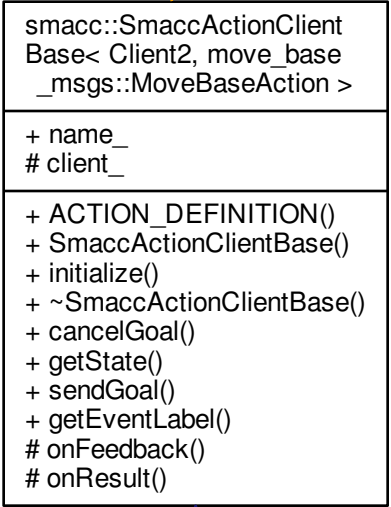 smacc::SmaccActionClient
Base< Client2, move_base
_msgs::MoveBaseAction >
+ name_
# client_
+ ACTION_DEFINITION()
+ SmaccActionClientBase()
+ initialize()
+ ~SmaccActionClientBase()
+ cancelGoal()
+ getState()
+ sendGoal()
+ getEventLabel()
# onFeedback()
# onResult()